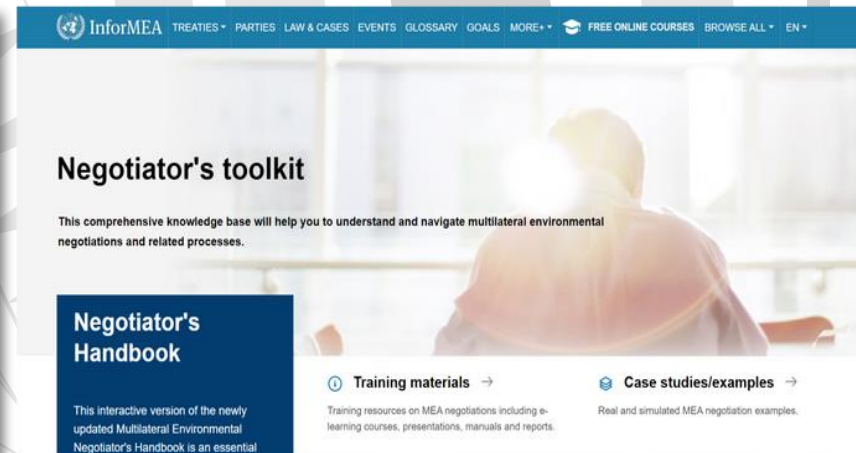 InforMEA TREATIES PARTIES LAW & CASES EVENTS GLOSSARY GOALS MORE+ FREE ONLINE COURSES BROWSE ALL EN
Negotiator's toolkit
This comprehensive knowledge base will help you to understand and navigate multilateral environmental
negotiations and related processes.
Negotiator's
Handbook
This interactive version of the newly
updated Multilateral Environmental
Negotiator's Handbook is an essential
Training materials →
Training resources on MEA negotiations including e-
learning courses, presentations, manuals and reports.
Case studies/examples →
Real and simulated MEA negotiation examples.